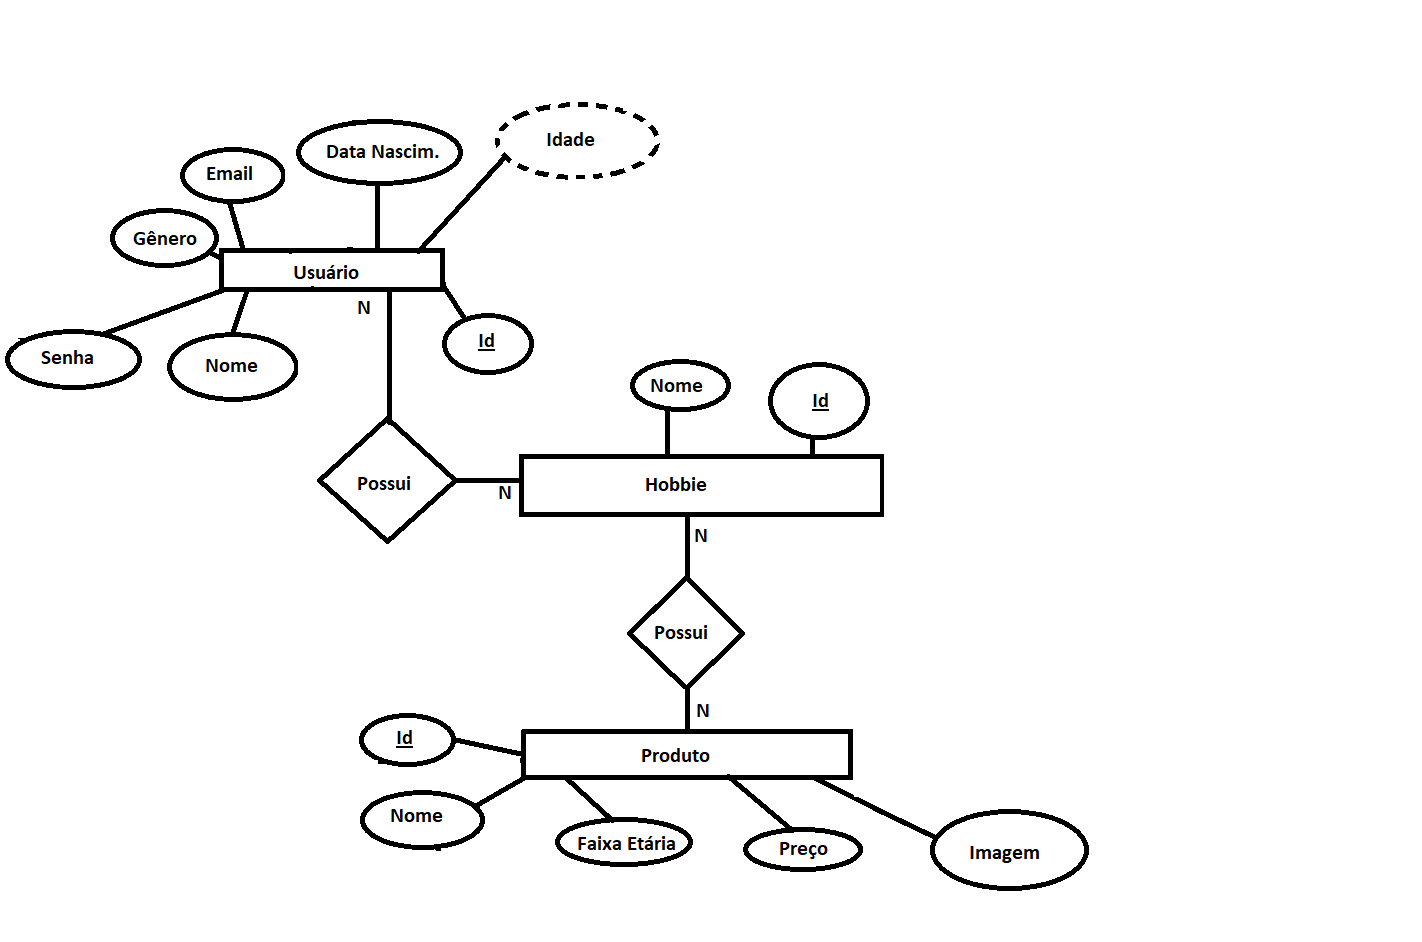 Idade
Data Nascim.
Email
Gênero
Usuário
N
Id
Senha
Nome
Nome
Id
Possui
N
Hobbie
N
Possui
N
Id
Produto
Nome
Faixa Etária
Preço
Imagem